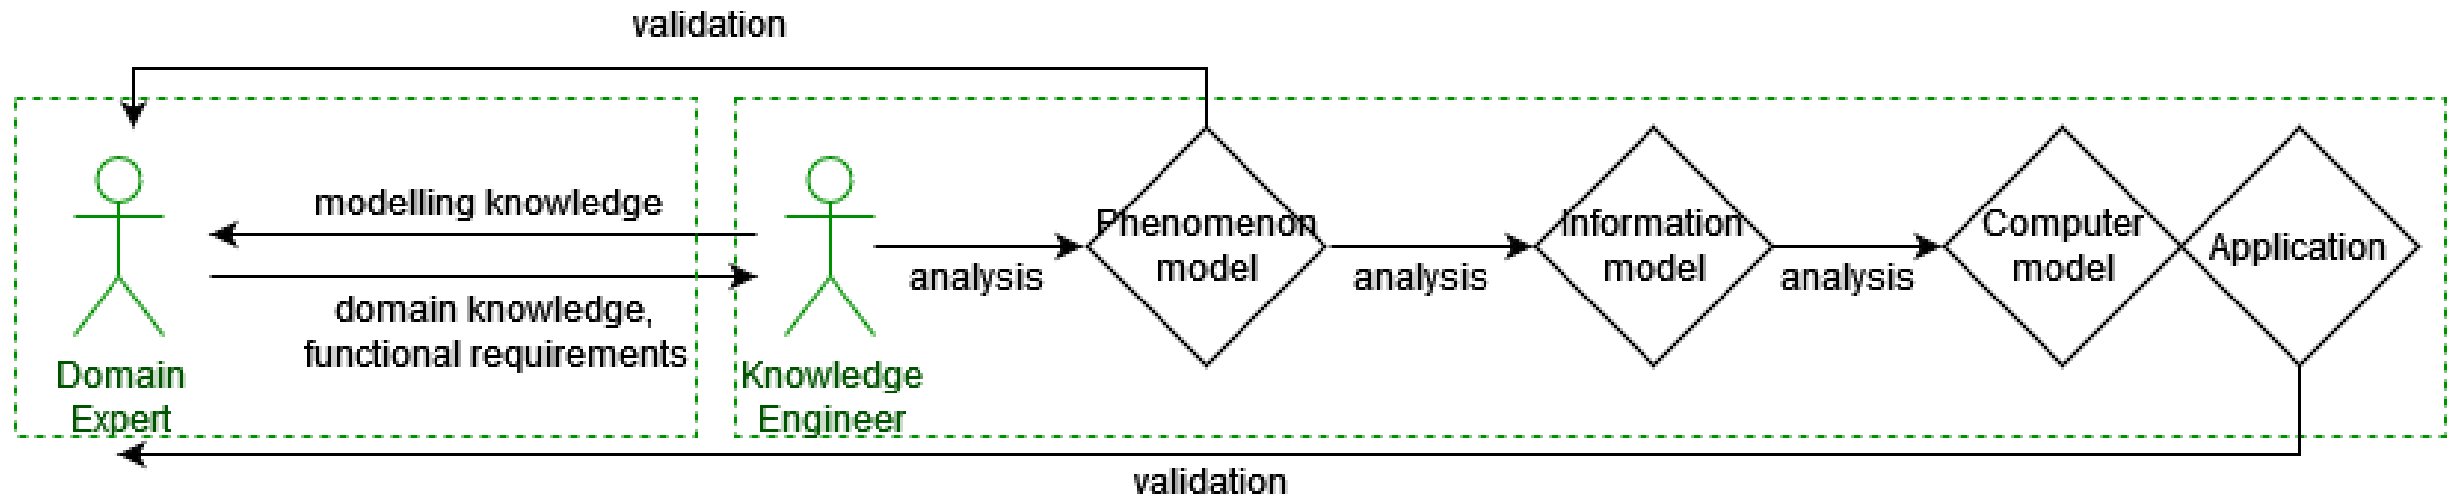 validation
modelling knowledge
domain knowledge,
functional requirements
Domain
Expert
Knowledge
Engineer
analysis
Phenomenon
model
analysis
Information
model
analysis
Computer
model
Application
validation